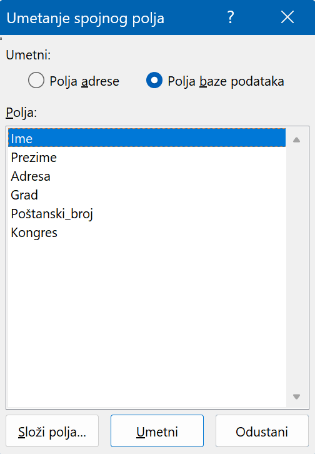 Umetanje spojnog polja ?
Umetni:
Polja adrese Polja baze podataka
Polja:
Ime
Prezime
Adresa
Grad
Poštanski_broj
Kongres
Složi polja... Umetni Odustani